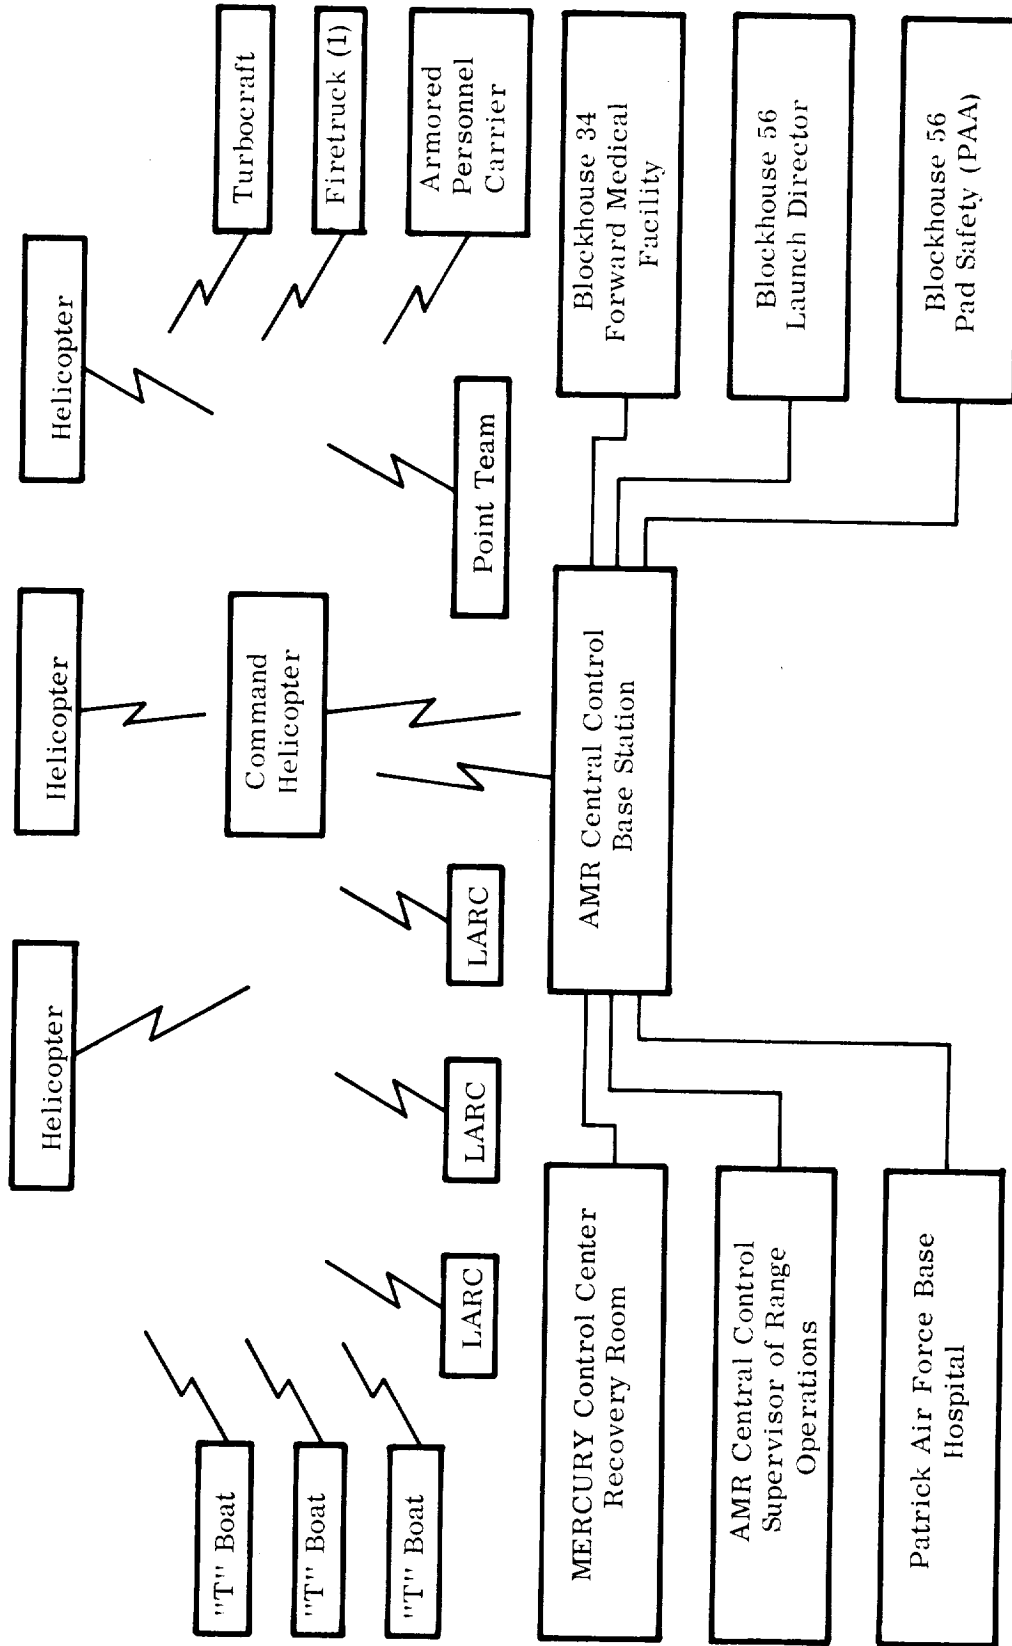 Helicopter
Helicopter
Helicopter
"T" Boat
"T" Boat
"T" Boat
Command
Helicopter
Turbocraft
Firetruck (1)
Armored
Personnel
Carrier
LARC
LARC
LARC
Point Team
MERCURY Control Center
Recovery Room
AMR Central Control
Supervisor of Range
Operations
Patrick Air Force Base
Hospital
AMR Central Control
Base Station
Blockhouse 34
Forward Medical
Facility
Blockhouse 56
Launch Director
Blockhouse 56
Pad Safety (PAA)